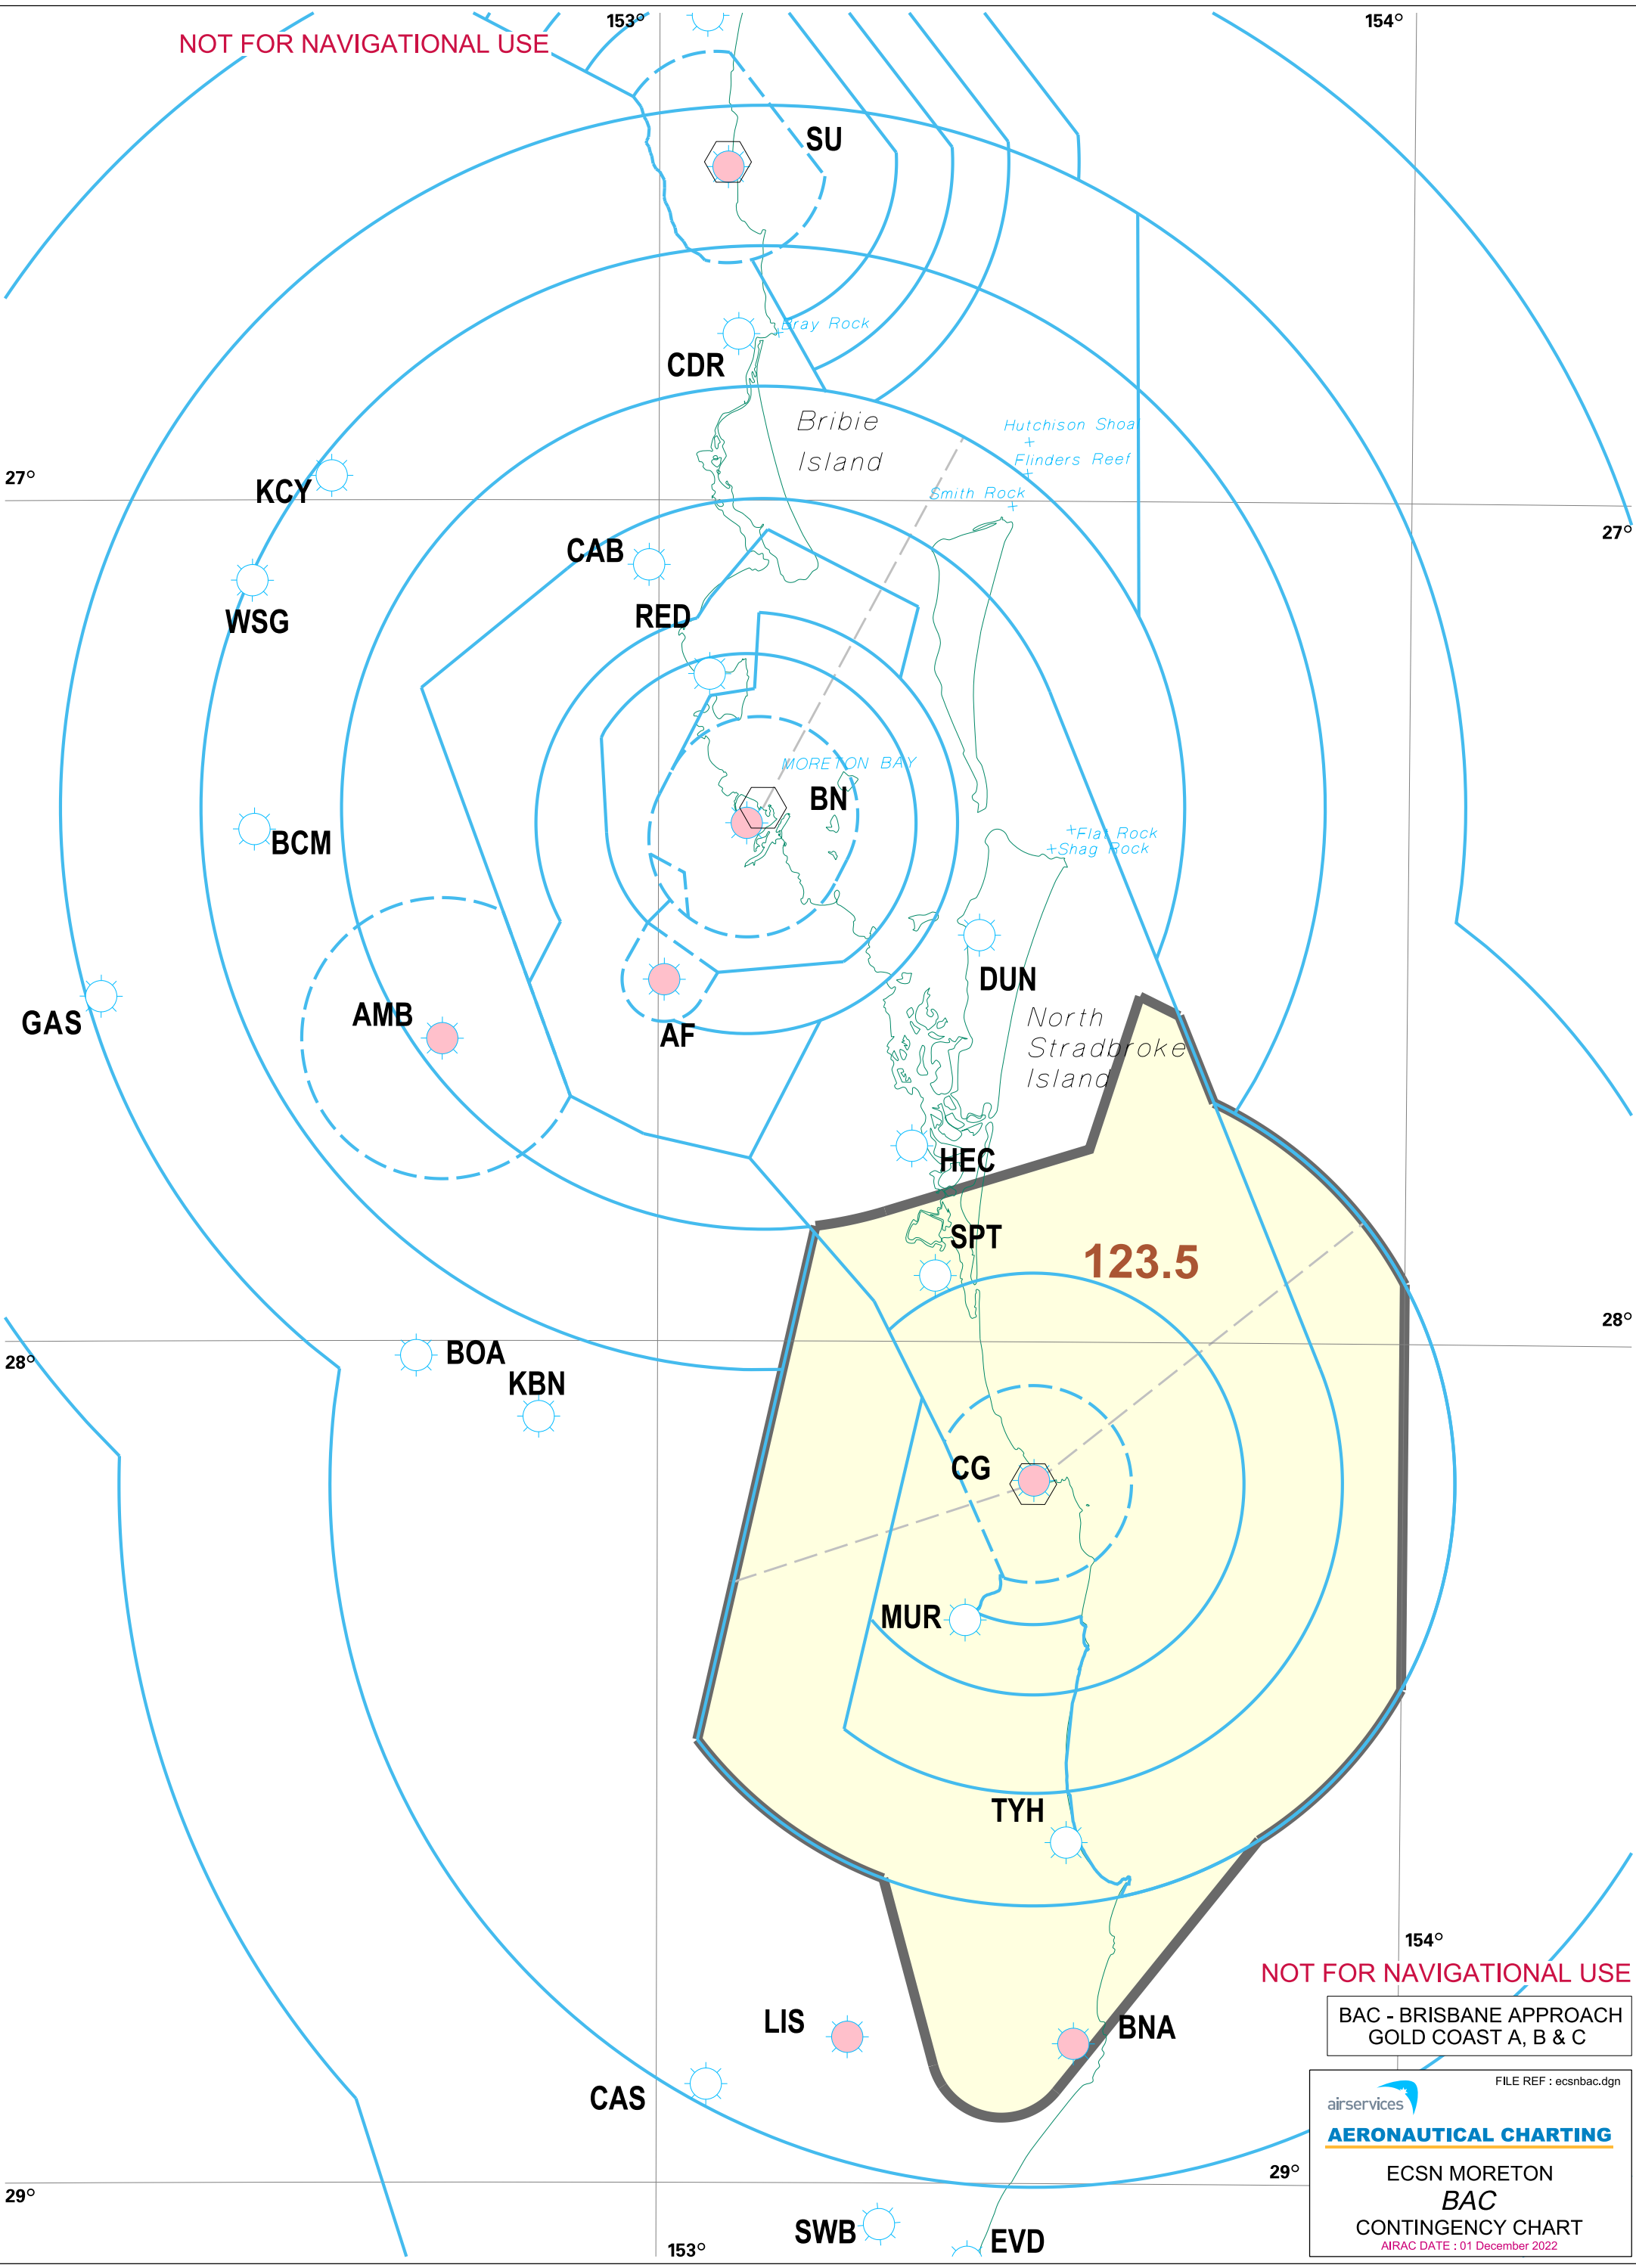 153°
154°
NOT FOR NAVIGATIONAL USE
SU
Bray Rock
CDR
Bribie
Island
Hutchison Shoal
Flinders Reef
Smith Rock
27°
KCY
27°
CAB
WSG
RED
MORETON BAY
BN
BCM
Flat Rock
Shag Rock
DUN
GAS
AMB
AF
North
Stradbroke
Island
HEC
SPT
123.5
28°
28°
BOA
KBN
CG
MUR
TYH
154°
NOT FOR NAVIGATIONAL USE
LIS
BNA
BAC - BRISBANE APPROACH
GOLD COAST A, B & C
CAS
FILE REF : ecsnbac.dgn
airservices
AERONAUTICAL CHARTING
ECSN MORETON
BAC
CONTINGENCY CHART
AIRAC DATE : 01 December 2022
29°
29°
SWB
EVD
153°